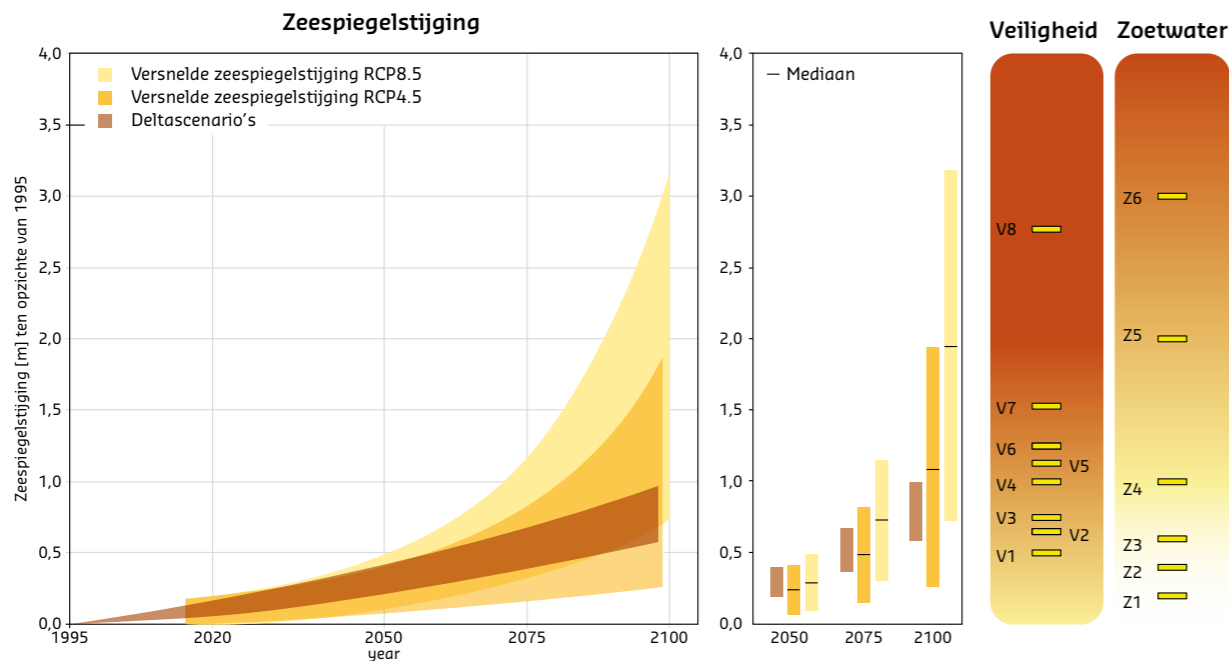 Zeespiegelstijging
Zeespiegelstijging [m] ten opzichte van 1995
4,0
3,5
3,0
2,5
2,0
1,5
1,0
0,5
0,0
Versnelde zeespiegelstijging RCP8.5
Versnelde zeespiegelstijging RCP4.5
Deltascenario's
1995 2020 2050 2075 2100
year
4,0
3,5
3,0
2,5
2,0
1,5
1,0
0,5
0,0
Mediaan
2050 2075 2100
Veiligheid
V8
V7
V6
V5
V4
V3
V2
V1
Zoetwater
Z6
Z5
Z4
Z3
Z2
Z1